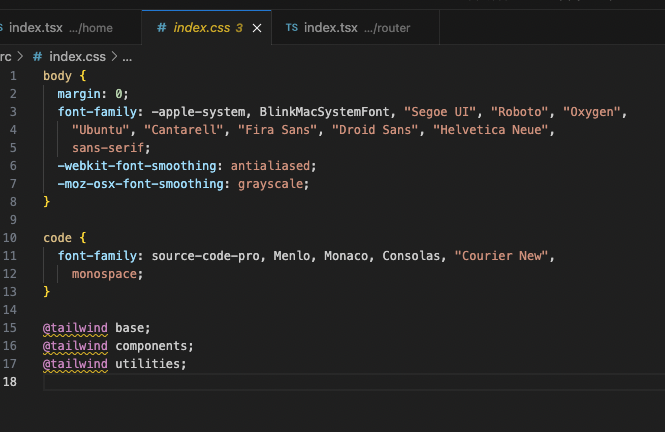 index.tsx .../home
# index.css 3 ×
TS index.tsx .../router
rc > # index.css > ...
1 body {
2 margin: 0;
3 font-family: -apple-system, BlinkMacSystemFont, "Segoe UI", "Roboto", "Oxygen",
4 "Ubuntu", "Cantarell", "Fira Sans", "Droid Sans", "Helvetica Neue",
5 sans-serif;
6 -webkit-font-smoothing: antialiased;
7 -moz-osx-font-smoothing: grayscale;
8 }
9
10 code {
11 font-family: source-code-pro, Menlo, Monaco, Consolas, "Courier New",
12 monospace;
13 }
14
15 @tailwind base;
16 @tailwind components;
17 @tailwind utilities;
18